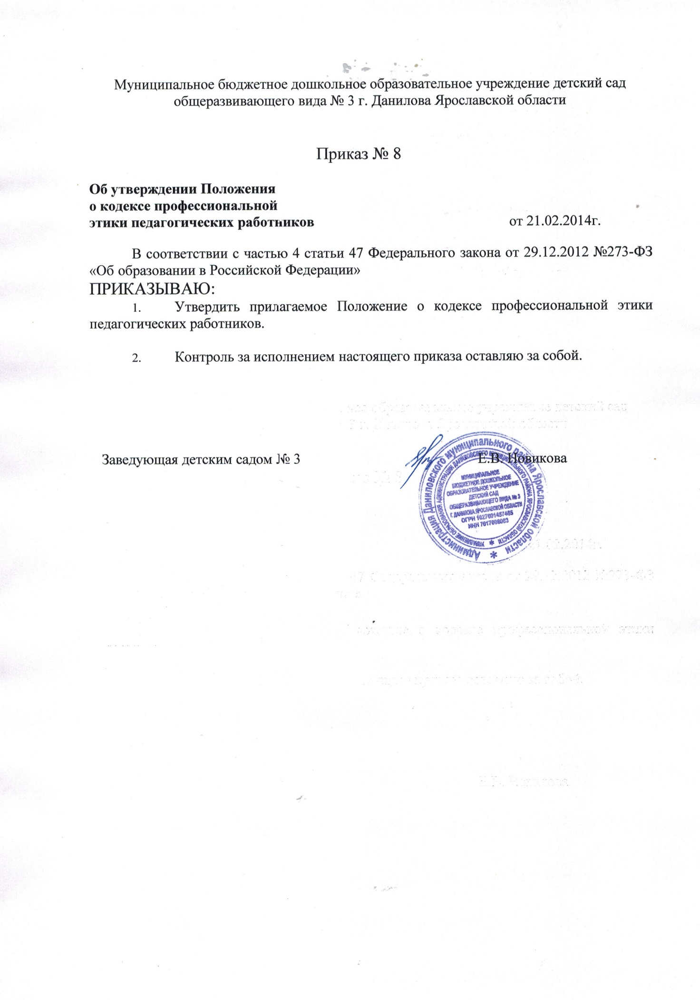 Муниципальное бюджетное дошкольное образовательное учреждение детский сад
общеразвивающего вида № 3 г. Данилова Ярославской области
Приказ № 8
Об утверждении Положения
о кодексе профессиональной
этики педагогических работников от 21.02.2014г.
В соответствии с частью 4 статьи 47 Федерального закона от 29.12.2012 №273-ФЗ
«Об образовании в Российской Федерации»
ПРИКАЗЫВАЮ:
1. Утвердить прилагаемое Положение о кодексе профессиональной этики
педагогических работников.
2. Контроль за исполнением настоящего приказа оставляю за собой.
Заведующая детским садом № 3 Е.В. Новикова
Администрация Даниловского муниципального района Ярославской области
УПРАВЛЕНИЕ ОБРАЗОВАНИЯ АДМИНИСТРАЦИИ ДАНИЛОВСКОГО МУНИЦИПАЛЬНОГО РАЙОНА ЯРОСЛАВСКОЙ ОБЛАСТИ
МУНИЦИПАЛЬНОЕ
БЮДЖЕТНОЕ ДОШКОЛЬНОЕ
ОБРАЗОВАТЕЛЬНОЕ УЧРЕЖДЕНИЕ
ДЕТСКИЙ САД
ОБЩЕРАЗВИВАЮЩЕГО ВИДА № 3
Г. ДАНИЛОВА ЯРОСЛАВСКОЙ ОБЛАСТИ
ОГРН 1027601457465
ИНН